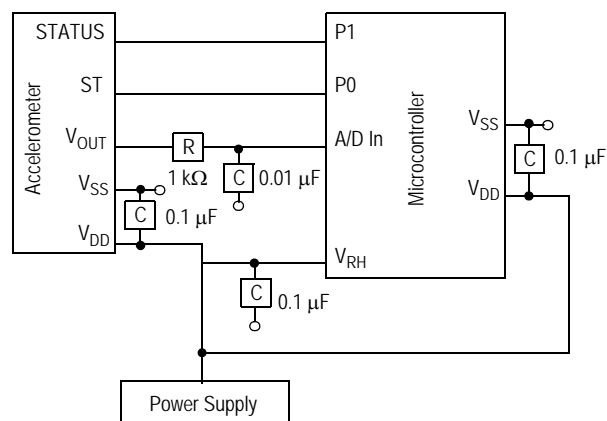 STATUS
P1
Accelerometer
ST
P0
Microcontroller
V_OUT
R
A/D In
V_SS
1 kΩ
C
0.01 μF
V_SS
C
0.1 μF
V_DD
C
0.1 μF
V_DD
V_RH
C
0.1 μF
Power Supply